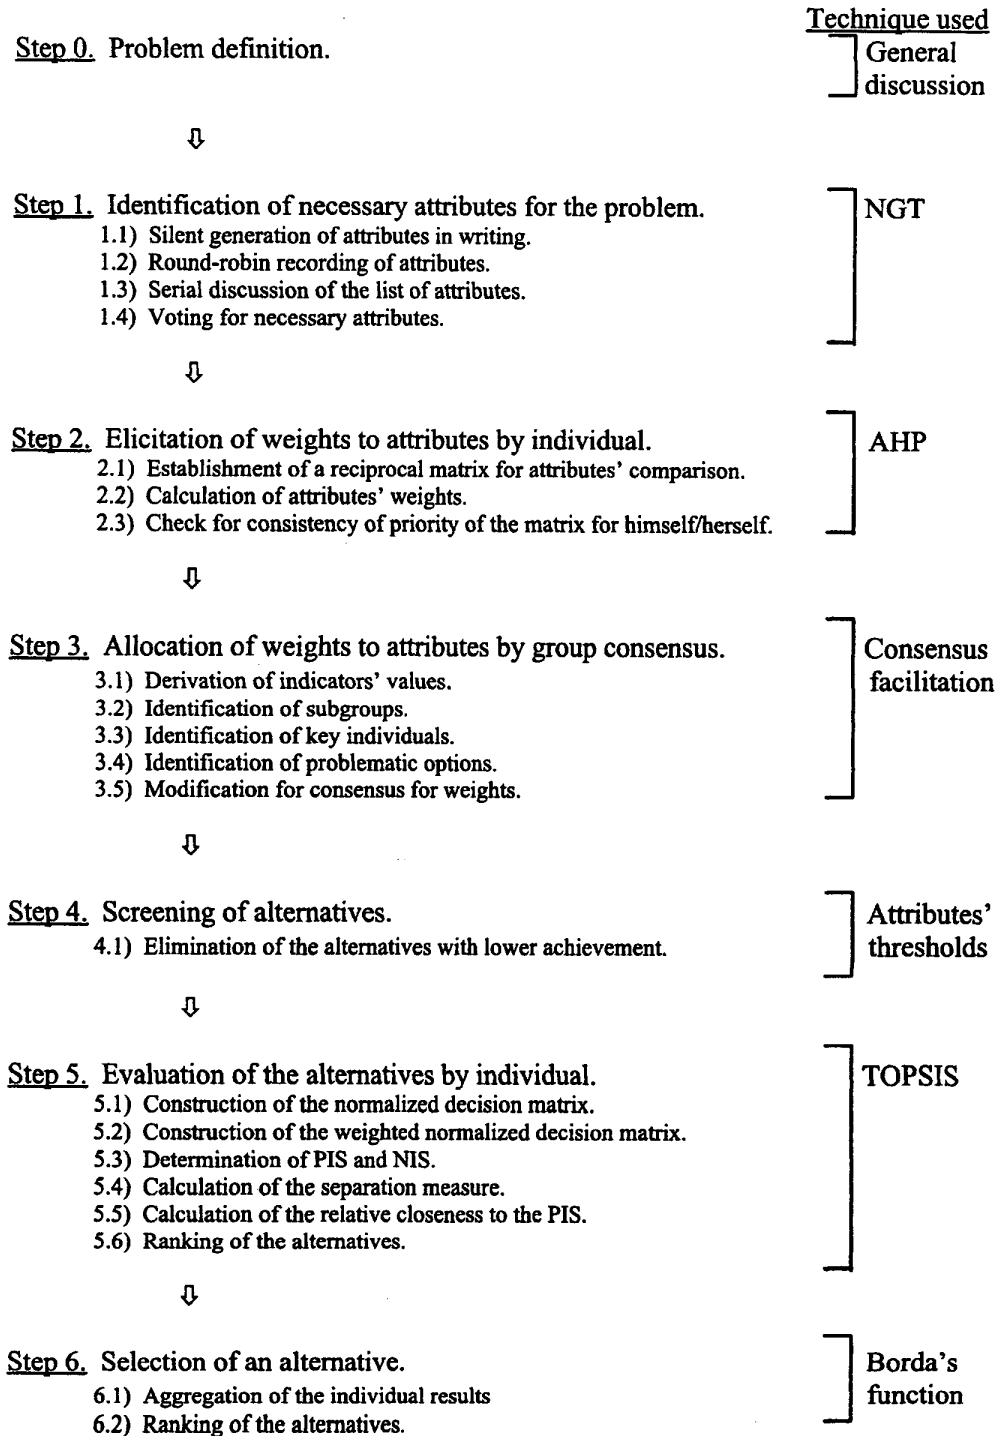 Technique used
Step 0. Problem definition.
General
discussion
⇩
Step 1. Identification of necessary attributes for the problem.
NGT
1.1) Silent generation of attributes in writing.
1.2) Round-robin recording of attributes.
1.3) Serial discussion of the list of attributes.
1.4) Voting for necessary attributes.
⇩
Step 2. Elicitation of weights to attributes by individual.
AHP
2.1) Establishment of a reciprocal matrix for attributes’ comparison.
2.2) Calculation of attributes’ weights.
2.3) Check for consistency of priority of the matrix for himself/herself.
⇩
Step 3. Allocation of weights to attributes by group consensus.
Consensus
facilitation
3.1) Derivation of indicators’ values.
3.2) Identification of subgroups.
3.3) Identification of key individuals.
3.4) Identification of problematic options.
3.5) Modification for consensus for weights.
⇩
Step 4. Screening of alternatives.
Attributes’
thresholds
4.1) Elimination of the alternatives with lower achievement.
⇩
Step 5. Evaluation of the alternatives by individual.
TOPSIS
5.1) Construction of the normalized decision matrix.
5.2) Construction of the weighted normalized decision matrix.
5.3) Determination of PIS and NIS.
5.4) Calculation of the separation measure.
5.5) Calculation of the relative closeness to the PIS.
5.6) Ranking of the alternatives.
⇩
Step 6. Selection of an alternative.
Borda’s
function
6.1) Aggregation of the individual results
6.2) Ranking of the alternatives.